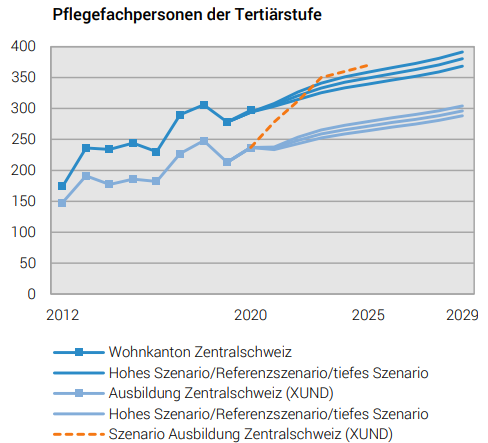 Pflegefachpersonen der Tertiärstufe
400
350
300
250
200
150
100
50
0
2012 2020 2025 2029
Wohnkanton Zentralschweiz
Hohes Szenario/Referenzszenario/tiefes Szenario
Ausbildung Zentralschweiz (XUND)
Hohes Szenario/Referenzszenario/tiefes Szenario
Szenario Ausbildung Zentralschweiz (XUND)